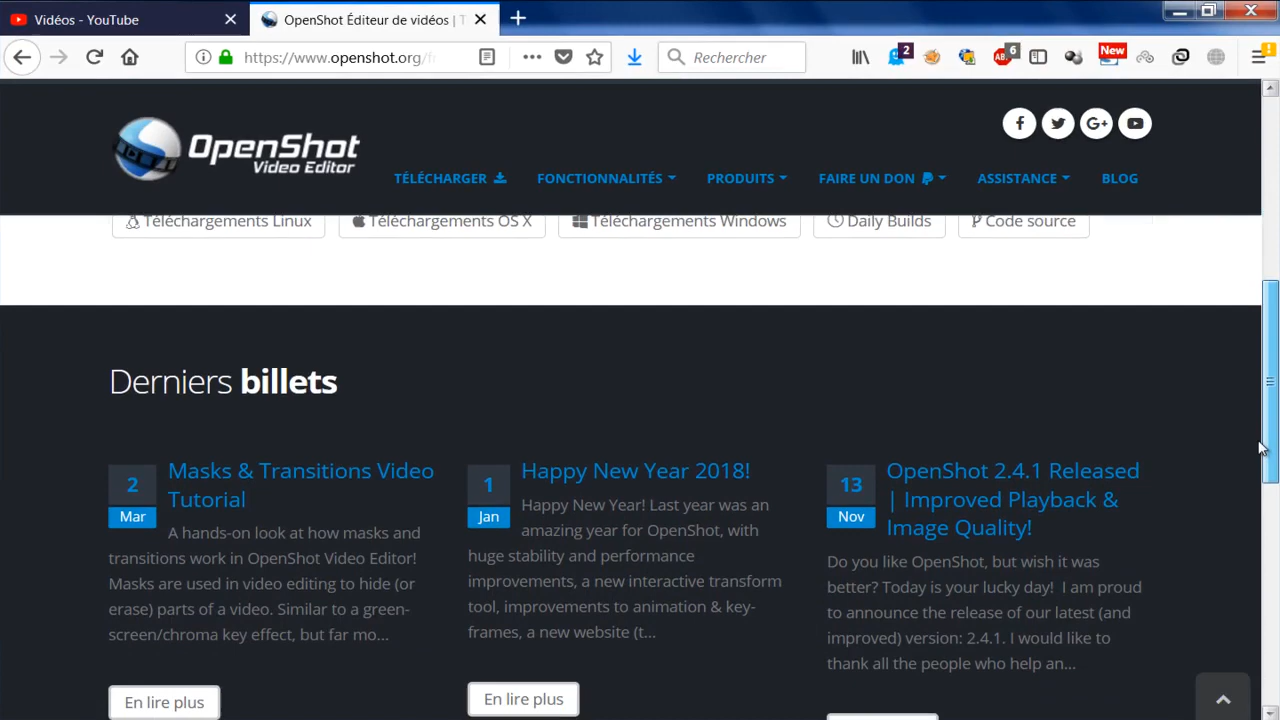 Vidéos - YouTube
OpenShot Éditeur de vidéos | T
https://www.openshot.org/f
Rechester
2
6
New
OpenShot
Video Editor
TÉLÉCHARGER
FONCTIONNALITÉS
PRODUITS
FAIRE UN DON
ASSISTANCE
BLOG
Téléchargements Linux
Téléchargements OS X
Téléchargements Windows
Daily Builds
Code source
Derniers billets
2
Mar
Masks & Transitions Video
Tutorial
A hands-on look at how masks and
transitions work in OpenShot Video Editor!
Masks are used in video editing to hide (or
erase) parts of a video. Similar to a green-
screen/chroma key effect, but far mo...
En lire plus
1
Jan
Happy New Year 2018!
Happy New Year! Last year was an
amazing year for OpenShot, with
huge stability and performance
improvements, a new interactive transform
tool, improvements to animation & key-
frames, a new website (t...
En lire plus
13
Nov
OpenShot 2.4.1 Released
| Improved Playback &
Image Quality!
Do you like OpenShot, but wish it was
better? Today is your lucky day! I am proud
to announce the release of our latest (and
improved) version: 2.4.1. I would like to
thank all the people who help an...